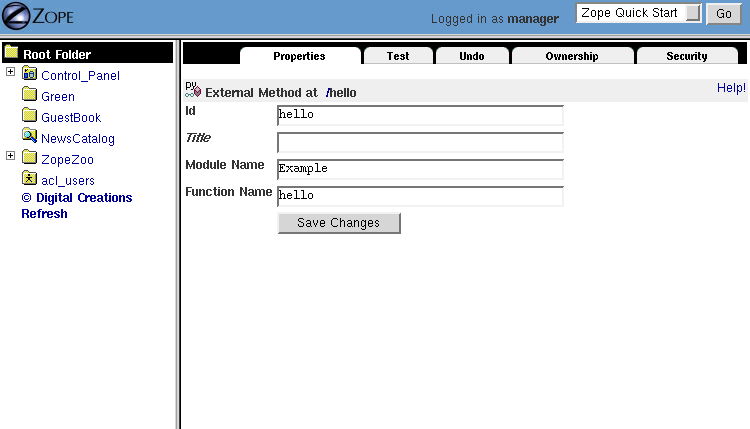 ZOPE
Logged in as manager
Zope Quick Start
Go
Root Folder
Control_Panel
Green
GuestBook
NewsCatalog
ZopeZoo
acl_users
© Digital Creations
Refresh
Properties
Test
Undo
Ownership
Security
py External Method at /hello
Help!
Id hello
Title
Module Name Example
Function Name hello
Save Changes